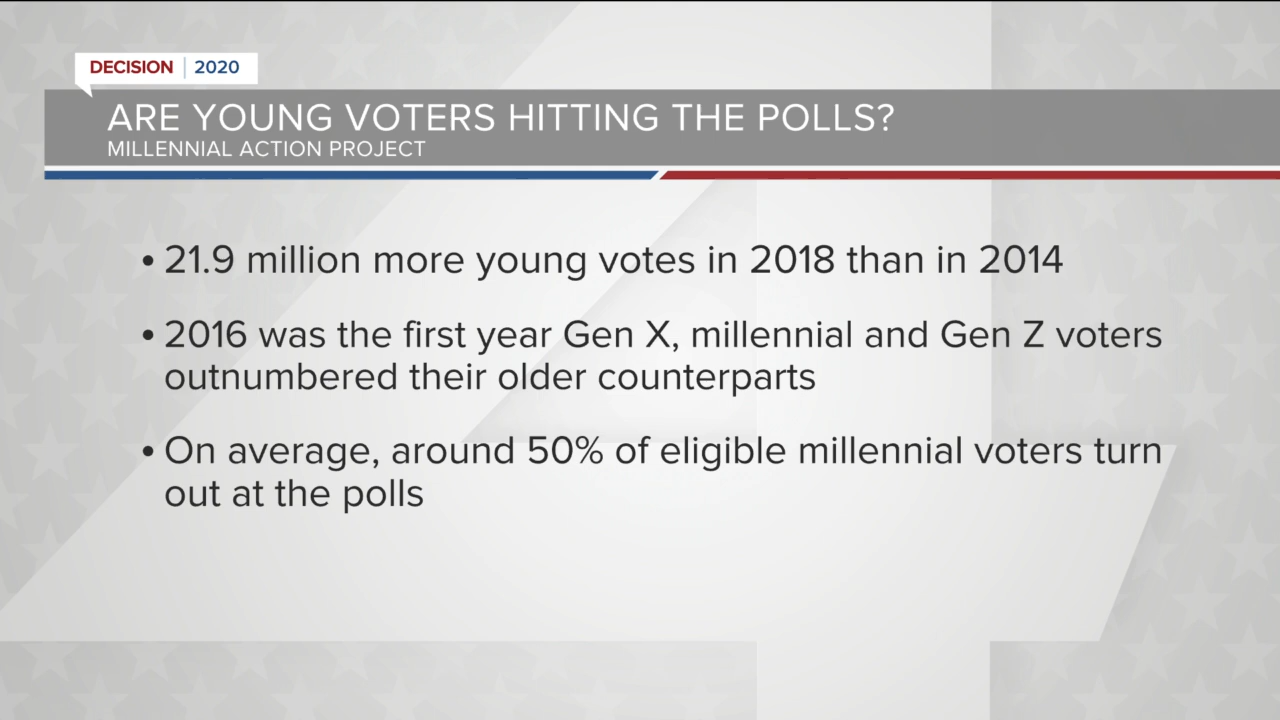 DECISION | 2020
ARE YOUNG VOTERS HITTING THE POLLS?
MILLENNIAL ACTION PROJECT
• 21.9 million more young votes in 2018 than in 2014
• 2016 was the first year Gen X, millennial and Gen Z voters
outnumbered their older counterparts
• On average, around 50% of eligible millennial voters turn
out at the polls